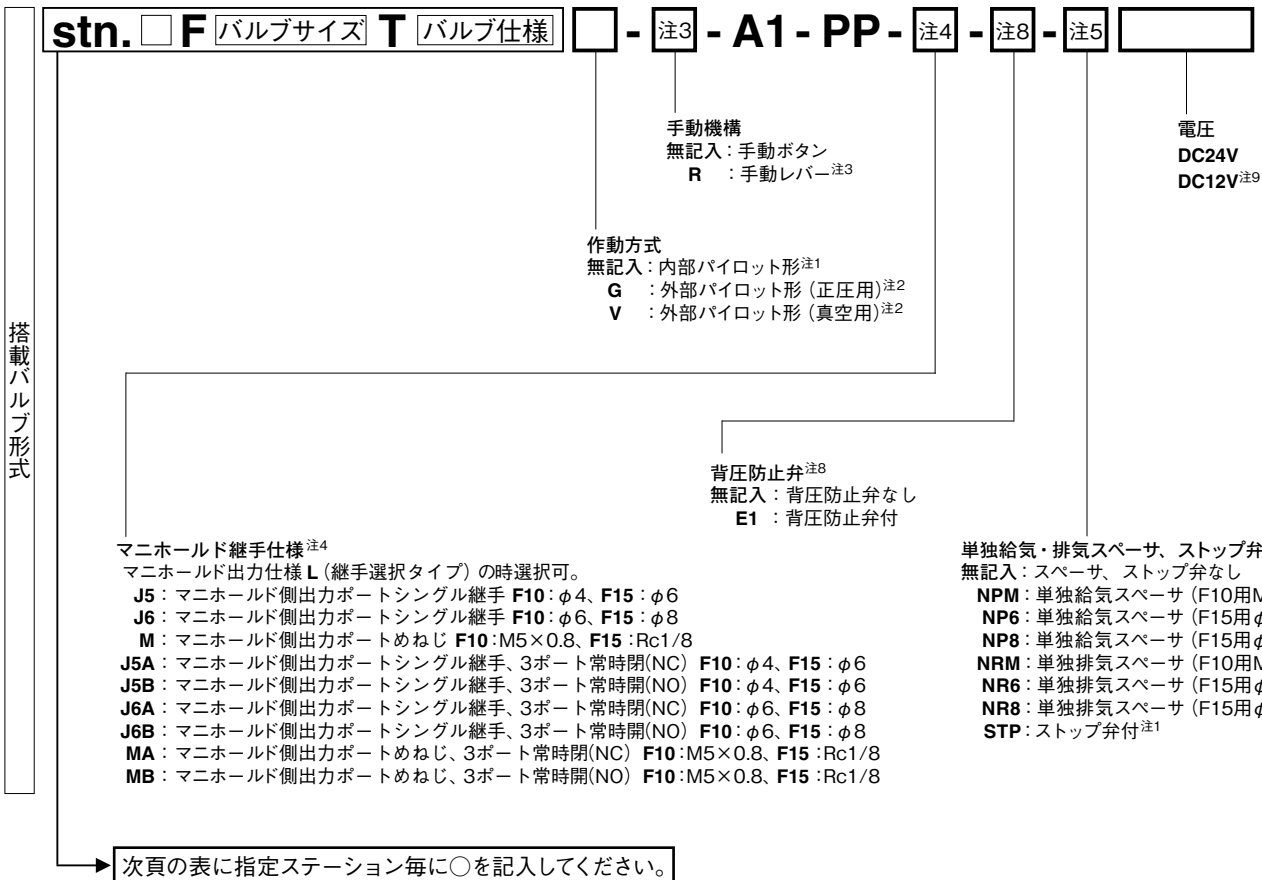 搭載バルブ形式
stn. □ F バルブサイズ T バルブ仕様 □ - 注3 - A1 - PP - 注4 - 注8 - 注5
手動機構
無記入：手動ボタン
R ：手動レバー注3
電圧
DC24V
DC12V注9
作動方式
無記入：内部パイロット形注1
G ：外部パイロット形（正圧用）注2
V ：外部パイロット形（真空用）注2
背圧防止弁注8
無記入：背圧防止弁なし
E1 ：背圧防止弁付
マニホールド継手仕様注4
マニホールド出力仕様 L（継手選択タイプ）の時選択可。
J5：マニホールド側出力ポートシングル継手 F10：φ4、F15：φ6
J6：マニホールド側出力ポートシングル継手 F10：φ6、F15：φ8
M：マニホールド側出力ポートめねじ F10：M5×0.8、F15：Rc1/8
J5A：マニホールド側出力ポートシングル継手、3ポート常時閉(NC) F10：φ4、F15：φ6
J5B：マニホールド側出力ポートシングル継手、3ポート常時開(NO) F10：φ4、F15：φ6
J6A：マニホールド側出力ポートシングル継手、3ポート常時閉(NC) F10：φ6、F15：φ8
J6B：マニホールド側出力ポートシングル継手、3ポート常時開(NO) F10：φ6、F15：φ8
MA：マニホールド側出力ポートめねじ、3ポート常時閉(NC) F10：M5×0.8、F15：Rc1/8
MB：マニホールド側出力ポートめねじ、3ポート常時開(NO) F10：M5×0.8、F15：Rc1/8
単独給気・排気スペーサ、ストップ弁
無記入：スペーサ、ストップ弁なし
NPM：単独給気スペーサ（F10用M
NP6：単独給気スペーサ（F15用φ
NP8：単独給気スペーサ（F15用φ
NRM：単独排気スペーサ（F10用M
NR6：単独排気スペーサ（F15用φ
NR8：単独排気スペーサ（F15用φ
STP：ストップ弁付注1
次頁の表に指定ステーション毎に○を記入してください。